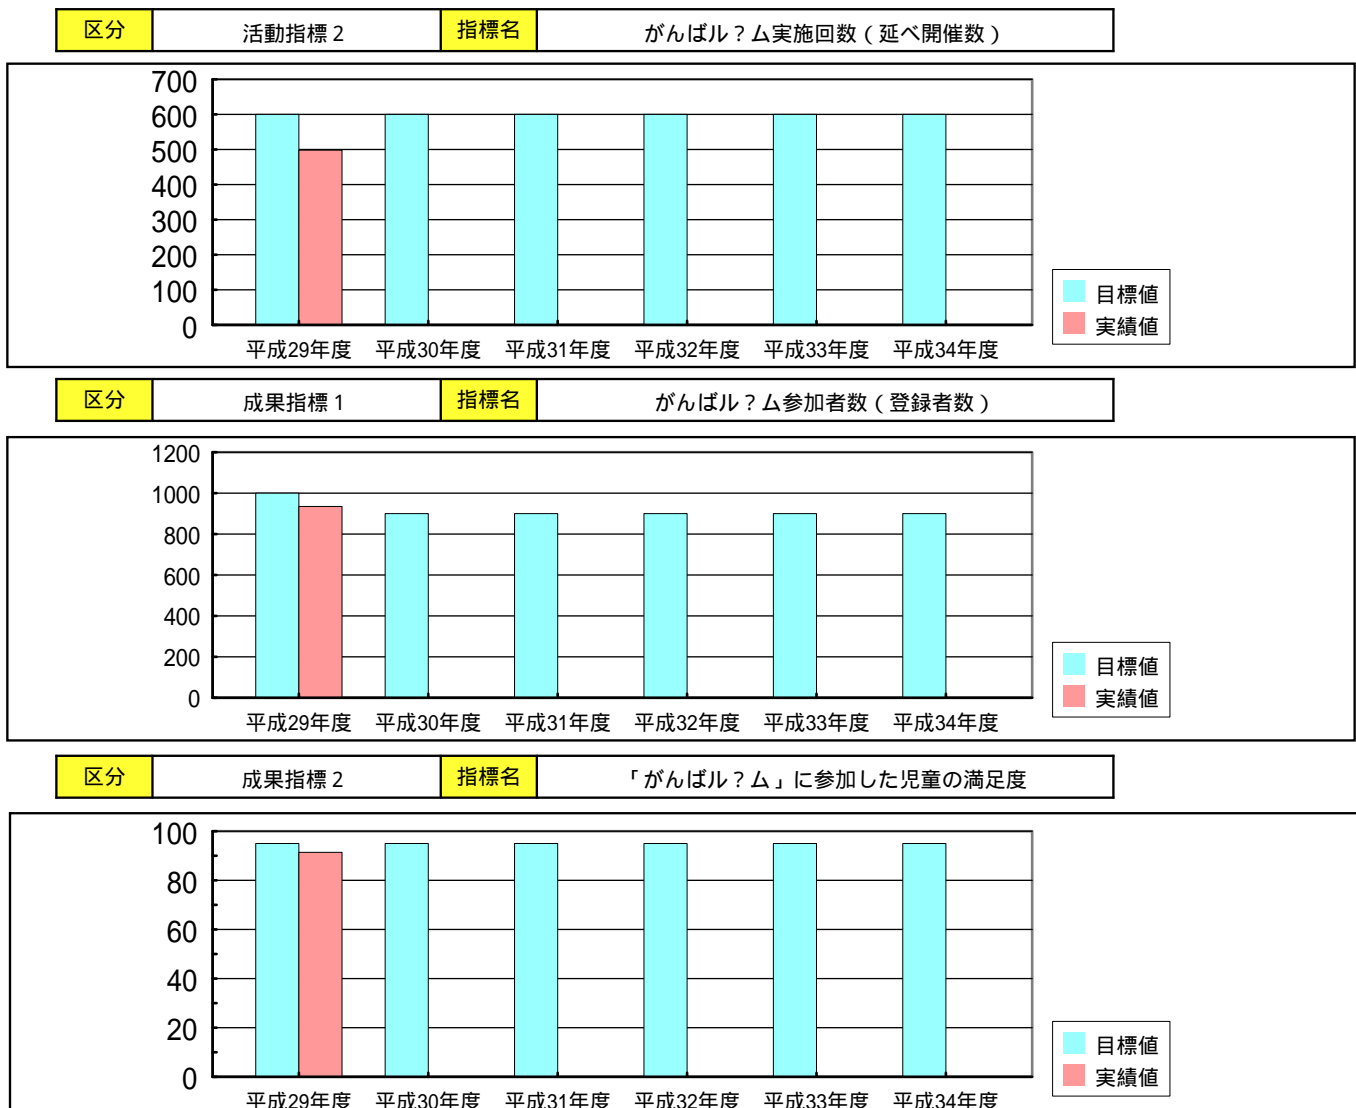 区分 活動指標2 指標名 がんばル?ム実施回数(延べ開催数)
700
600
500
400
300
200
100
0
平成29年度 平成30年度 平成31年度 平成32年度 平成33年度 平成34年度
目標値
実績値
区分 成果指標1 指標名 がんばル?ム参加者数(登録者数)
1200
1000
800
600
400
200
0
平成29年度 平成30年度 平成31年度 平成32年度 平成33年度 平成34年度
目標値
実績値
区分 成果指標2 指標名 「がんばル?ム」に参加した児童の満足度
100
80
60
40
20
0
平成29年度 平成30年度 平成31年度 平成32年度 平成33年度 平成34年度
目標値
実績値